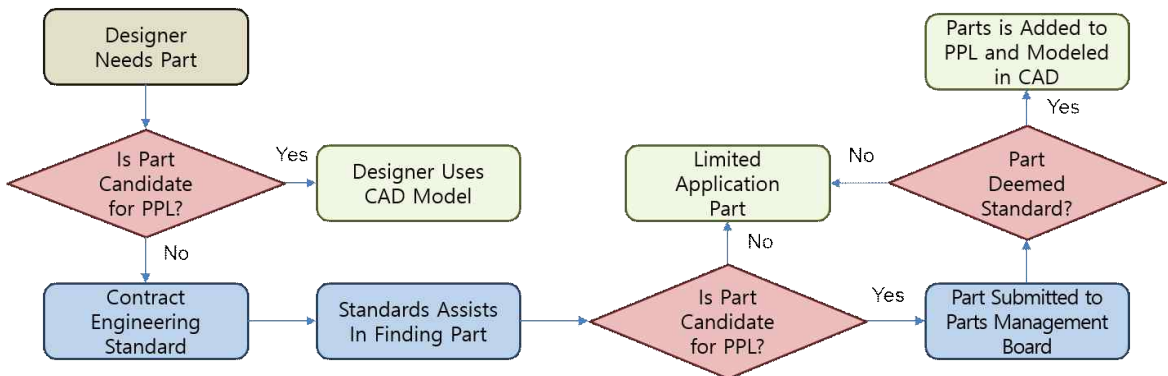 Designer
Needs Part
Is Part
Candidate
for PPL?
Yes
Designer Uses
CAD Model
No
Contract
Engineering
Standard
Standards Assists
In Finding Part
Is Part
Candidate
for PPL?
No
Limited
Application
Part
Yes
Part Submitted to
Parts Management
Board
Part
Deemed
Standard?
No
Yes
Parts is Added to
PPL and Modeled
in CAD